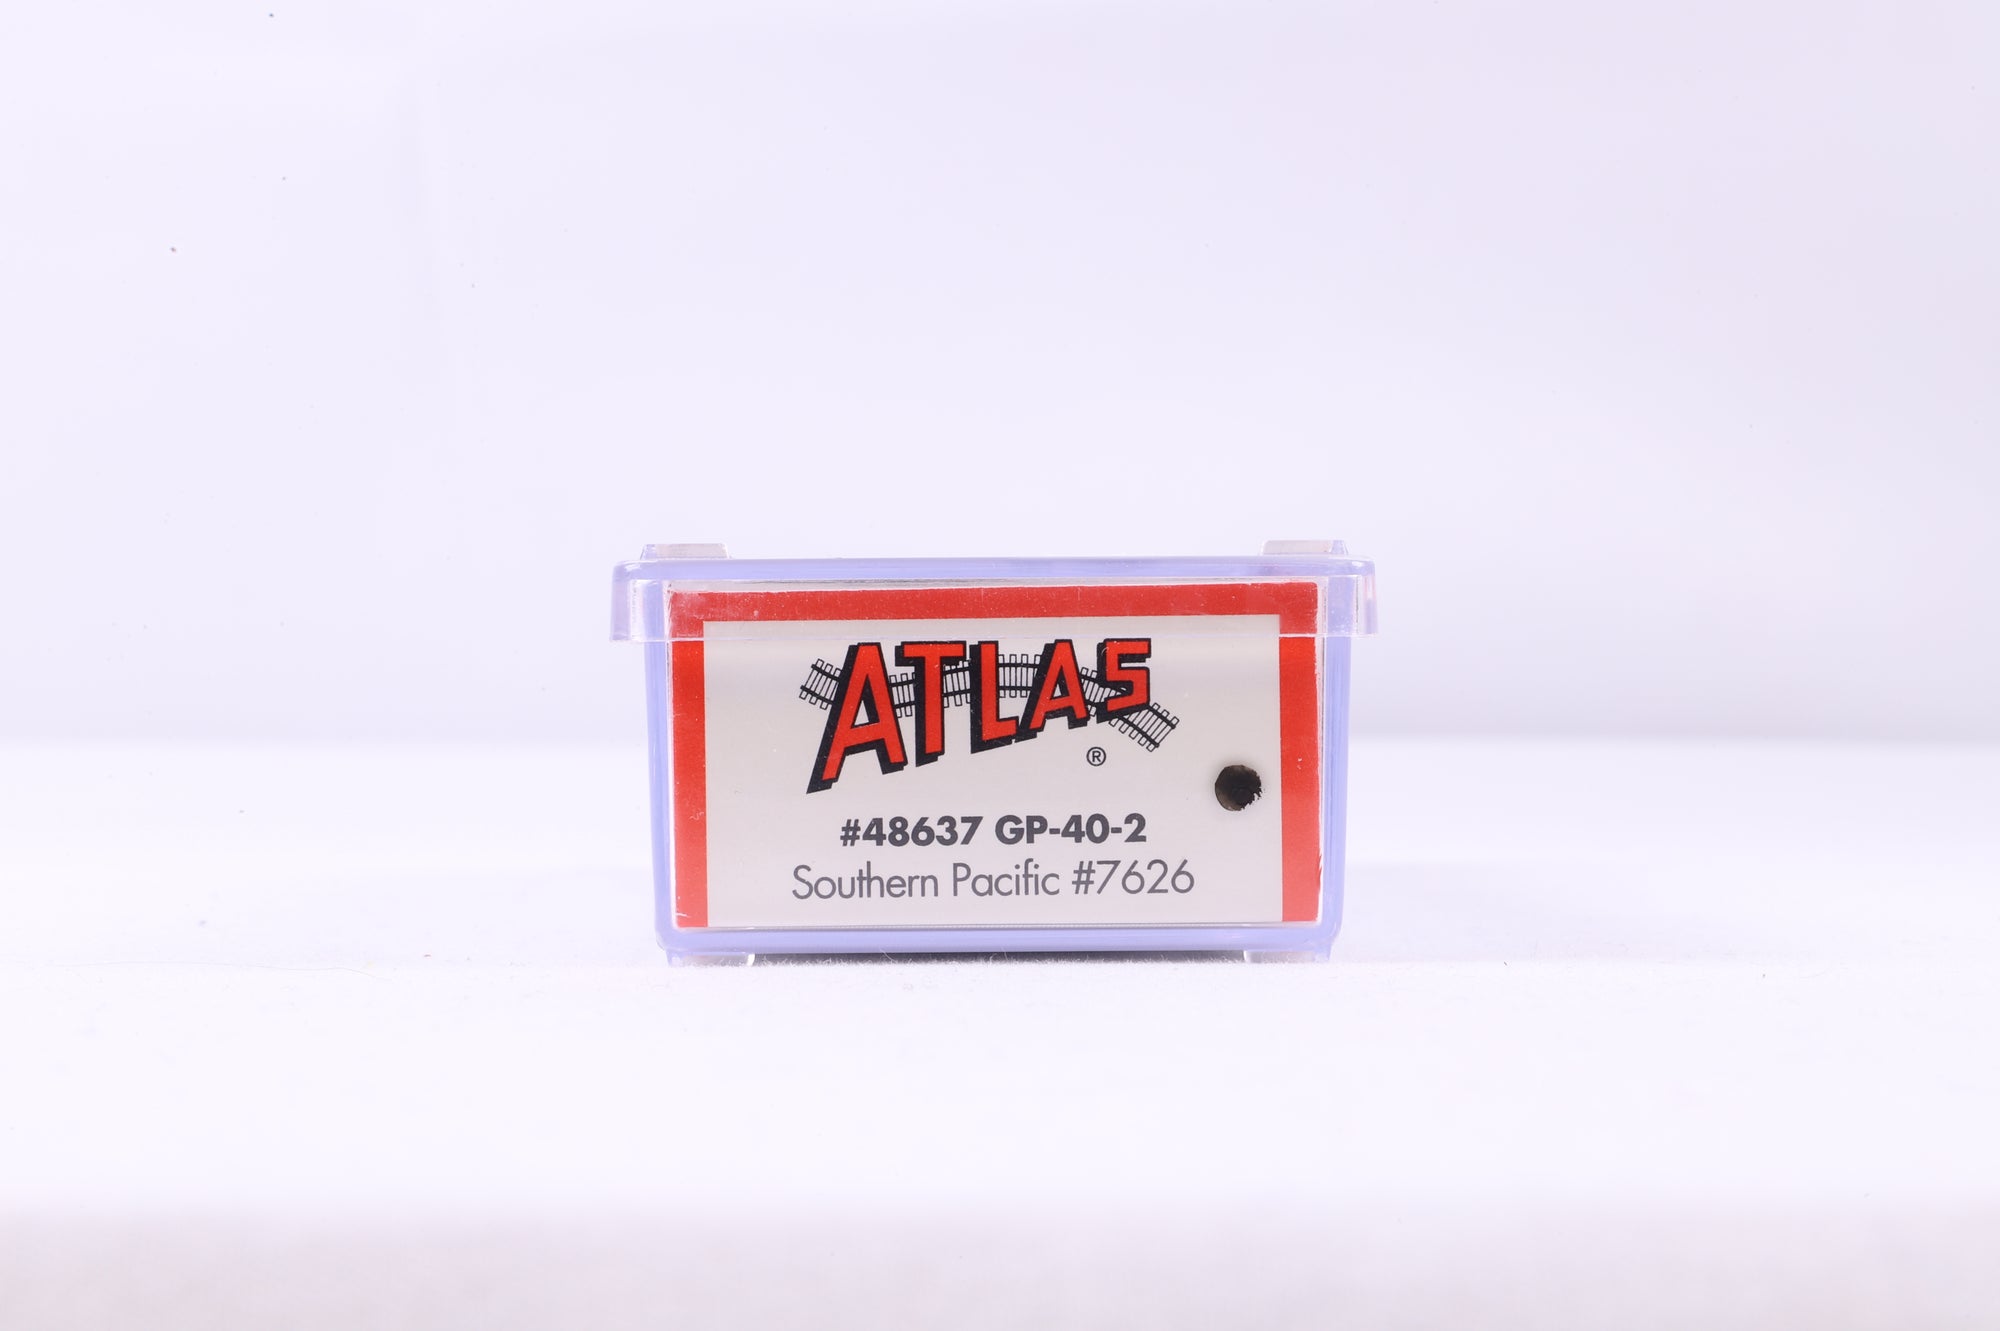 ATLAS
®
#48637 GP-40-2
Southern Pacific #7626